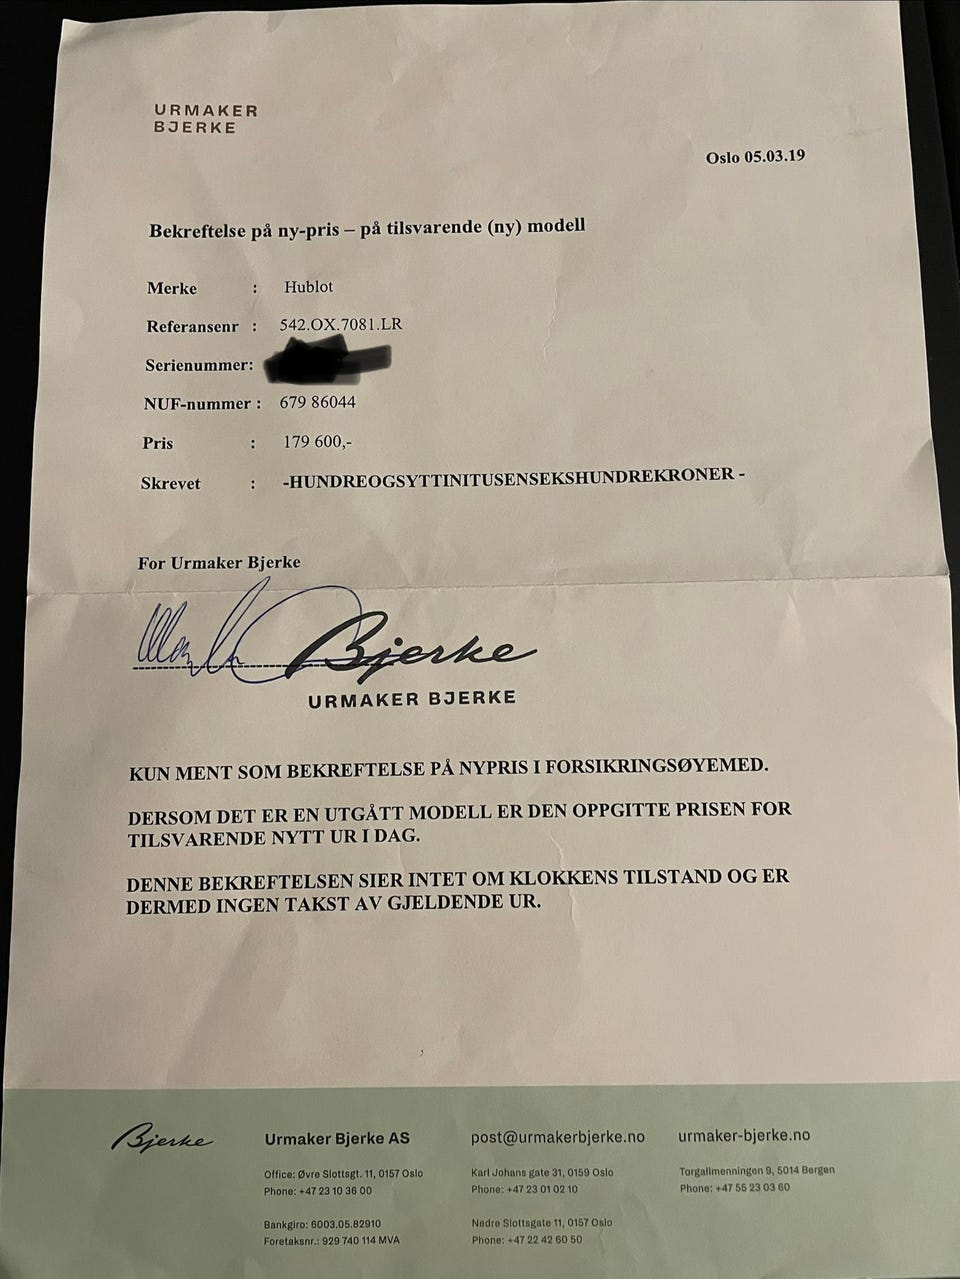 URMAKER
BJERKE
Oslo 05.03.19
Bekreftelse på ny-pris – på tilsvarende (ny) modell
Merke : Hublot
Referansenr : 542.OX.7081.LR
Serienummer:
NUF-nummer : 679 86044
Pris : 179 600,-
Skrevet : -HUNDREOGSYTTINITUSENSEKSHUNDREKRONER -
For Urmaker Bjerke
Bjerke
URMAKER BJERKE
KUN MENT SOM BEKREFTELSE PÅ NYPRIS I FORSIKRINGSØYEMED.
DERSOM DET ER EN UTGÅTT MODELL ER DEN OPPGITTE PRISEN FOR
TILSVARENDE NYTT UR I DAG.
DENNE BEKREFTELSEN SIER INTET OM KLOKKENS TILSTAND OG ER
DERMED INGEN TAKST AV GJELDENDE UR.
Bjerke
Urmaker Bjerke AS
Office: Øvre Slottsgt. 11, 0157 Oslo
Phone: +47 23 10 36 00
Bankgiro: 6003.05.82910
Foretaksnr.: 929 740 114 MVA
post@urmakerbjerke.no
Karl Johans gate 31, 0159 Oslo
Phone: +47 23 01 02 10
Nedre Slottsgate 11, 0157 Oslo
Phone: +47 22 42 60 50
urmaker-bjerke.no
Torgallmenningen 9, 5014 Bergen
Phone: +47 55 23 03 60